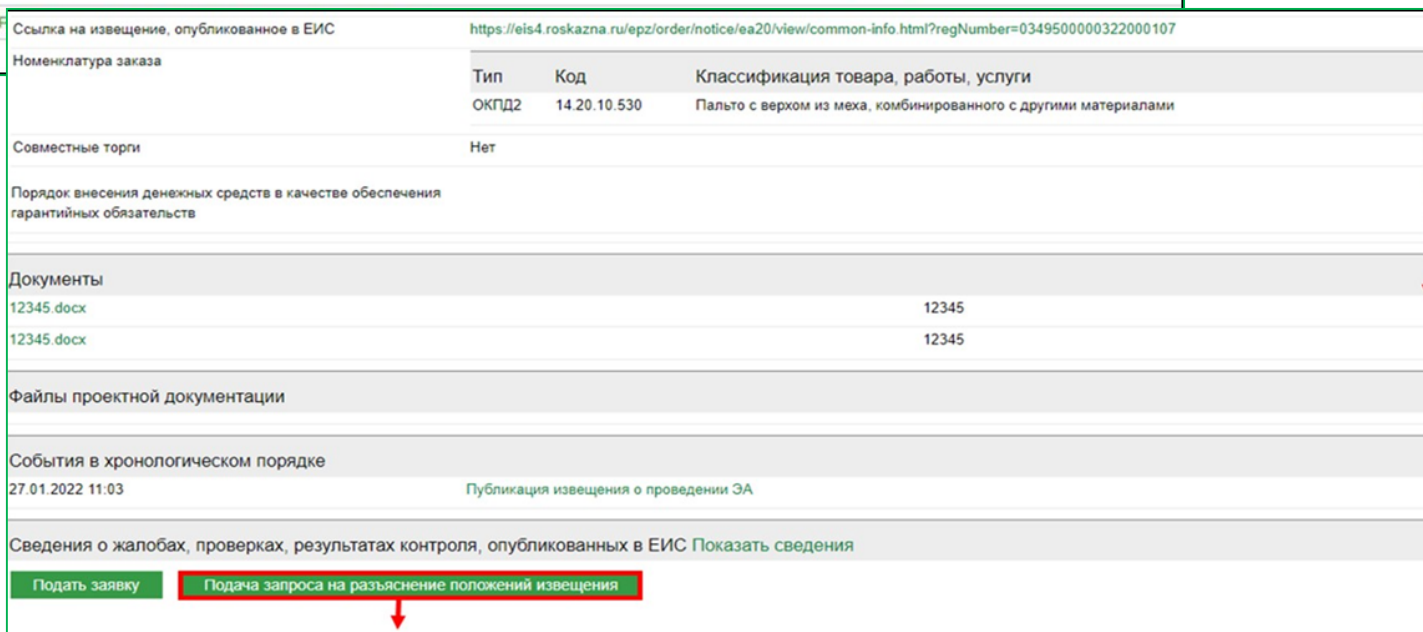 Ссылка на извещение, опубликованное в ЕИС https://eis4.roskazna.ru/epz/order/notice/ea20/view/common-info.html?regNumber=0349500000322000107
Номенклатура заказа
Тип Код Классификация товара, работы, услуги
ОКПД2 14.20.10.530 Пальто с верхом из меха, комбинированного с другими материалами
Совместные торги Нет
Порядок внесения денежных средств в качестве обеспечения
гарантийных обязательств
Документы
12345.docx 12345
12345.docx 12345
Файлы проектной документации
События в хронологическом порядке
27.01.2022 11:03 Публикация извещения о проведении ЭА
Сведения о жалобах, проверках, результатах контроля, опубликованных в ЕИС Показать сведения
Подать заявку Подача запроса на разъяснение положений извещения